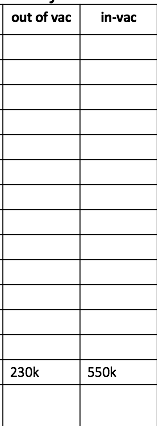 out of vac in-vac
230k 550k